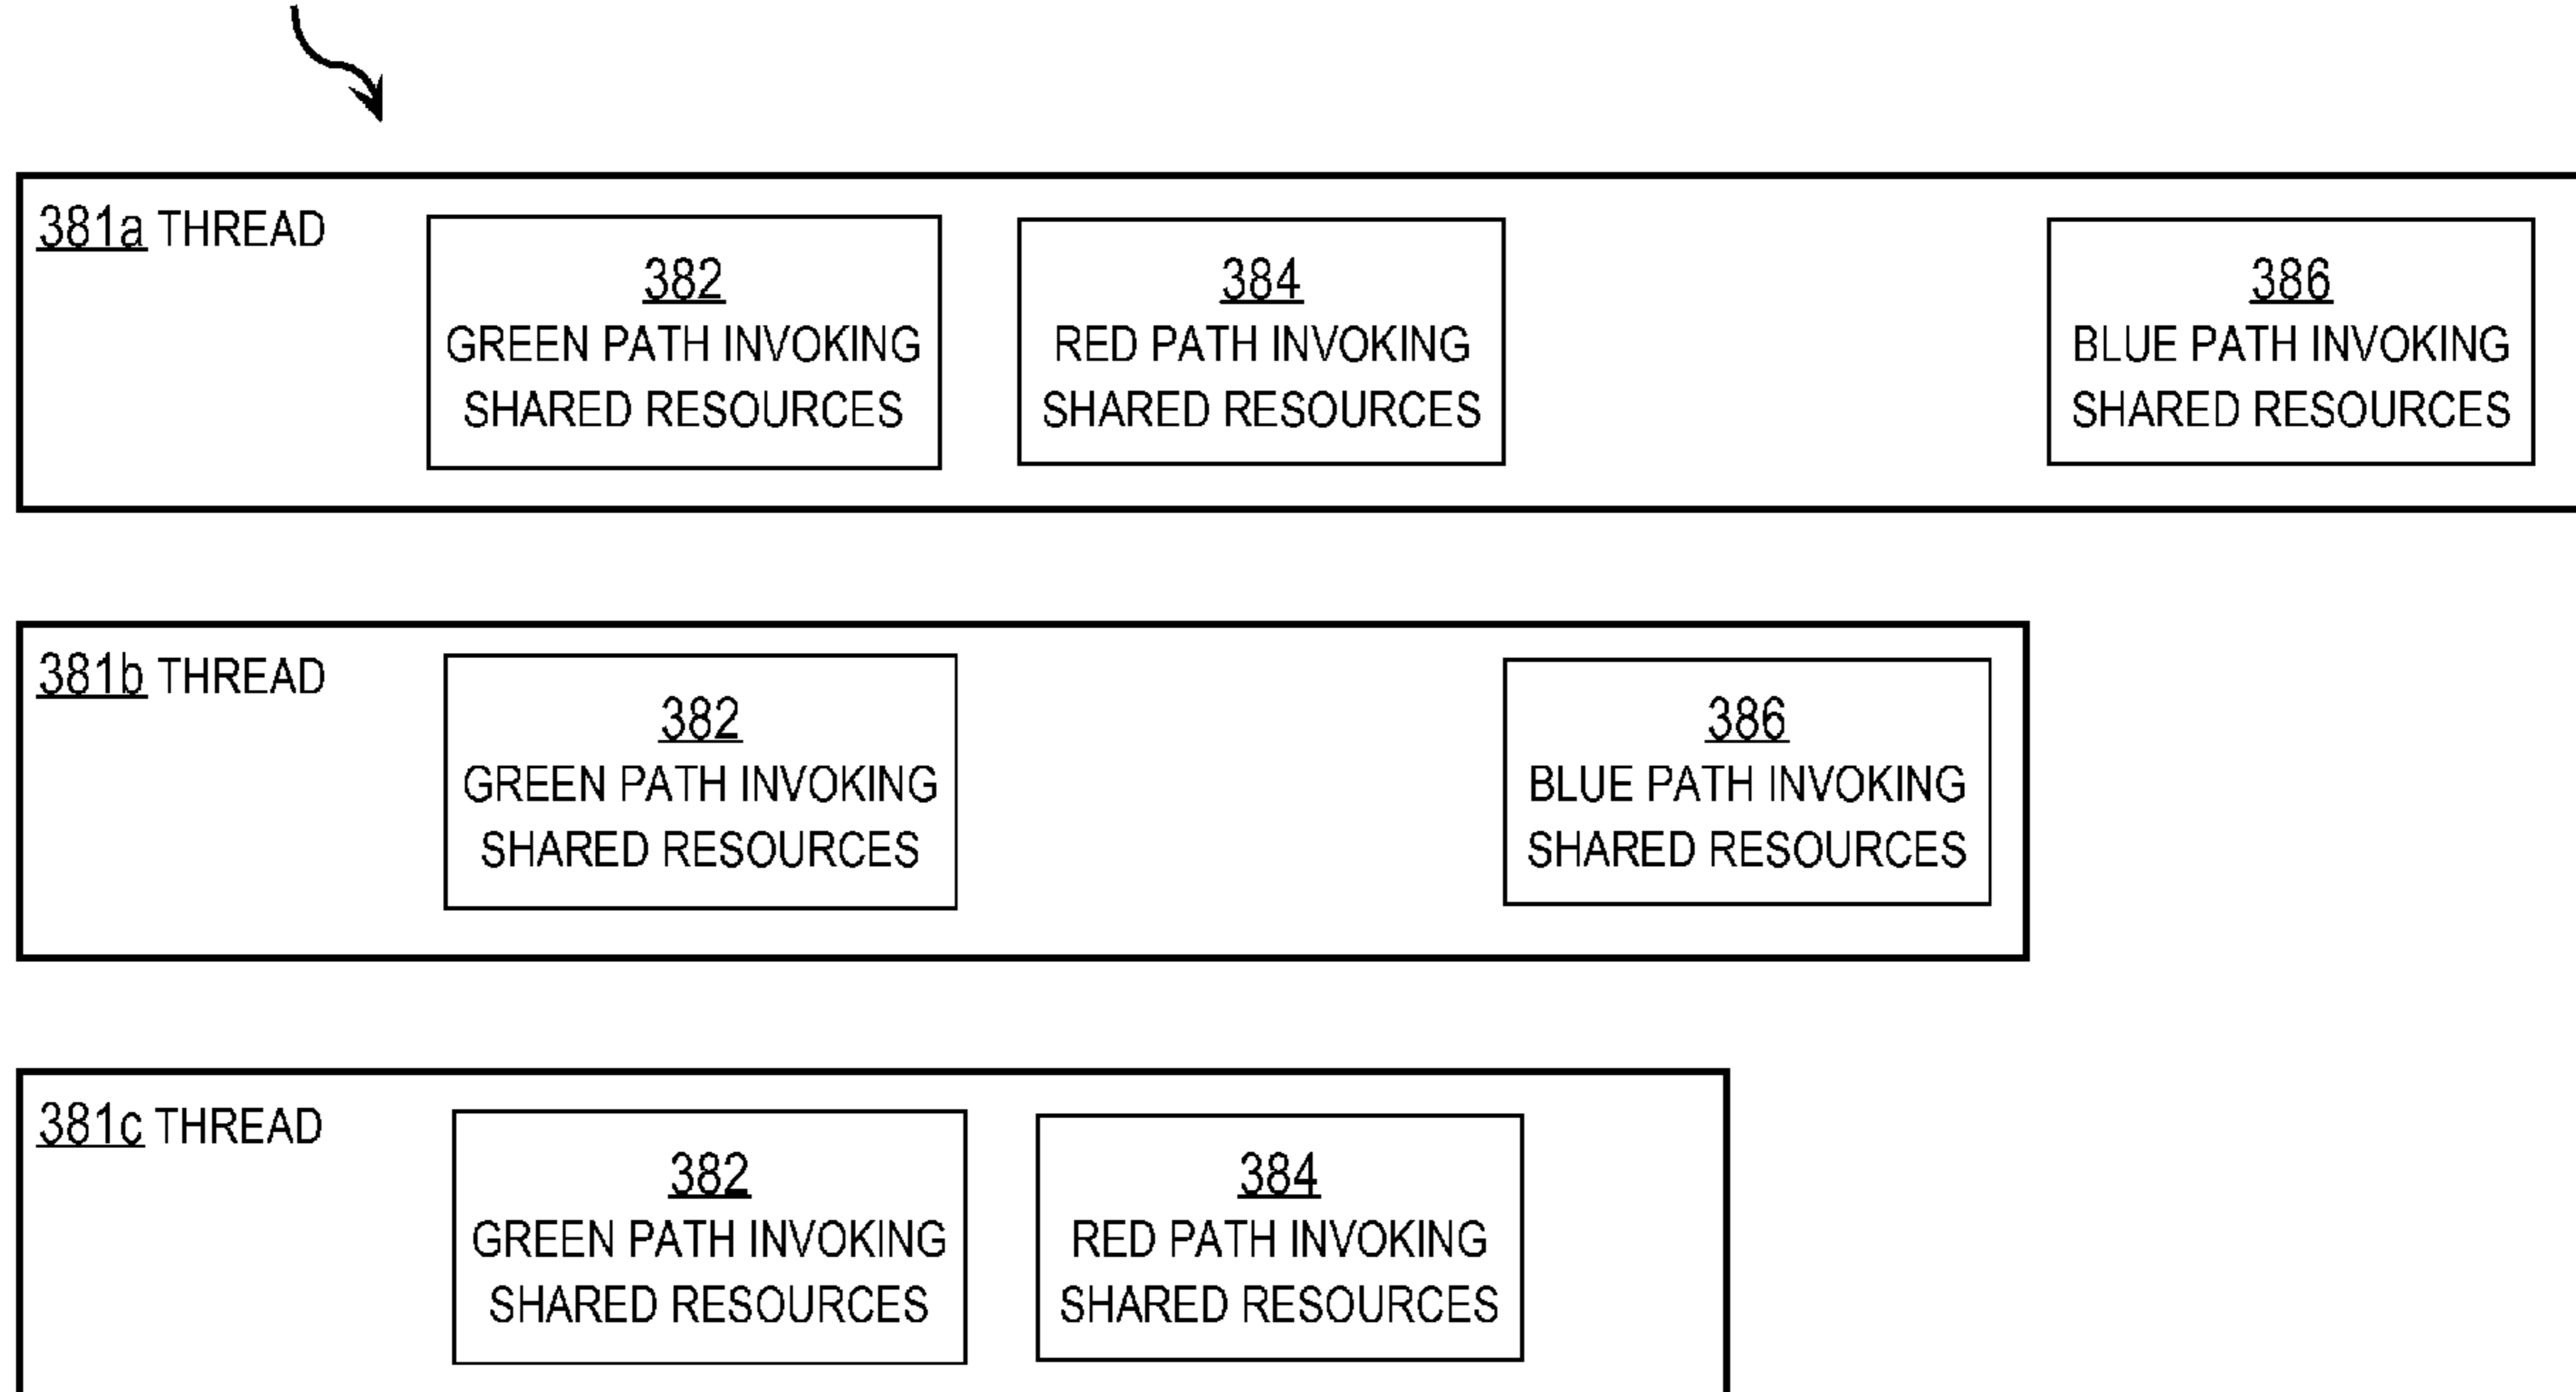 381a THREAD
382
GREEN PATH INVOKING
SHARED RESOURCES
384
RED PATH INVOKING
SHARED RESOURCES
386
BLUE PATH INVOKING
SHARED RESOURCES
381b THREAD
382
GREEN PATH INVOKING
SHARED RESOURCES
386
BLUE PATH INVOKING
SHARED RESOURCES
381c THREAD
382
GREEN PATH INVOKING
SHARED RESOURCES
384
RED PATH INVOKING
SHARED RESOURCES